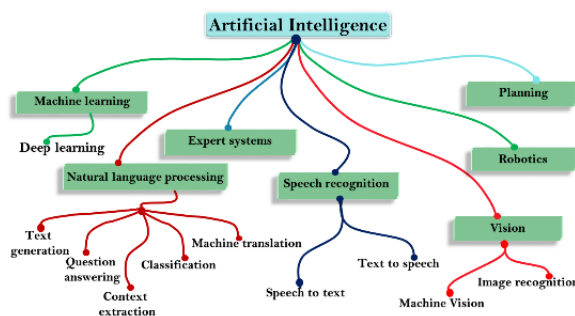 Artificial Intelligence
Machine learning
Planning
Deep learning
Expert systems
Robotics
Natural language processing
Speech recognition
Vision
Text
generation
Question
answering
Context
extraction
Classification
Machine translation
Speech to text
Text to speech
Machine Vision
Image recognition